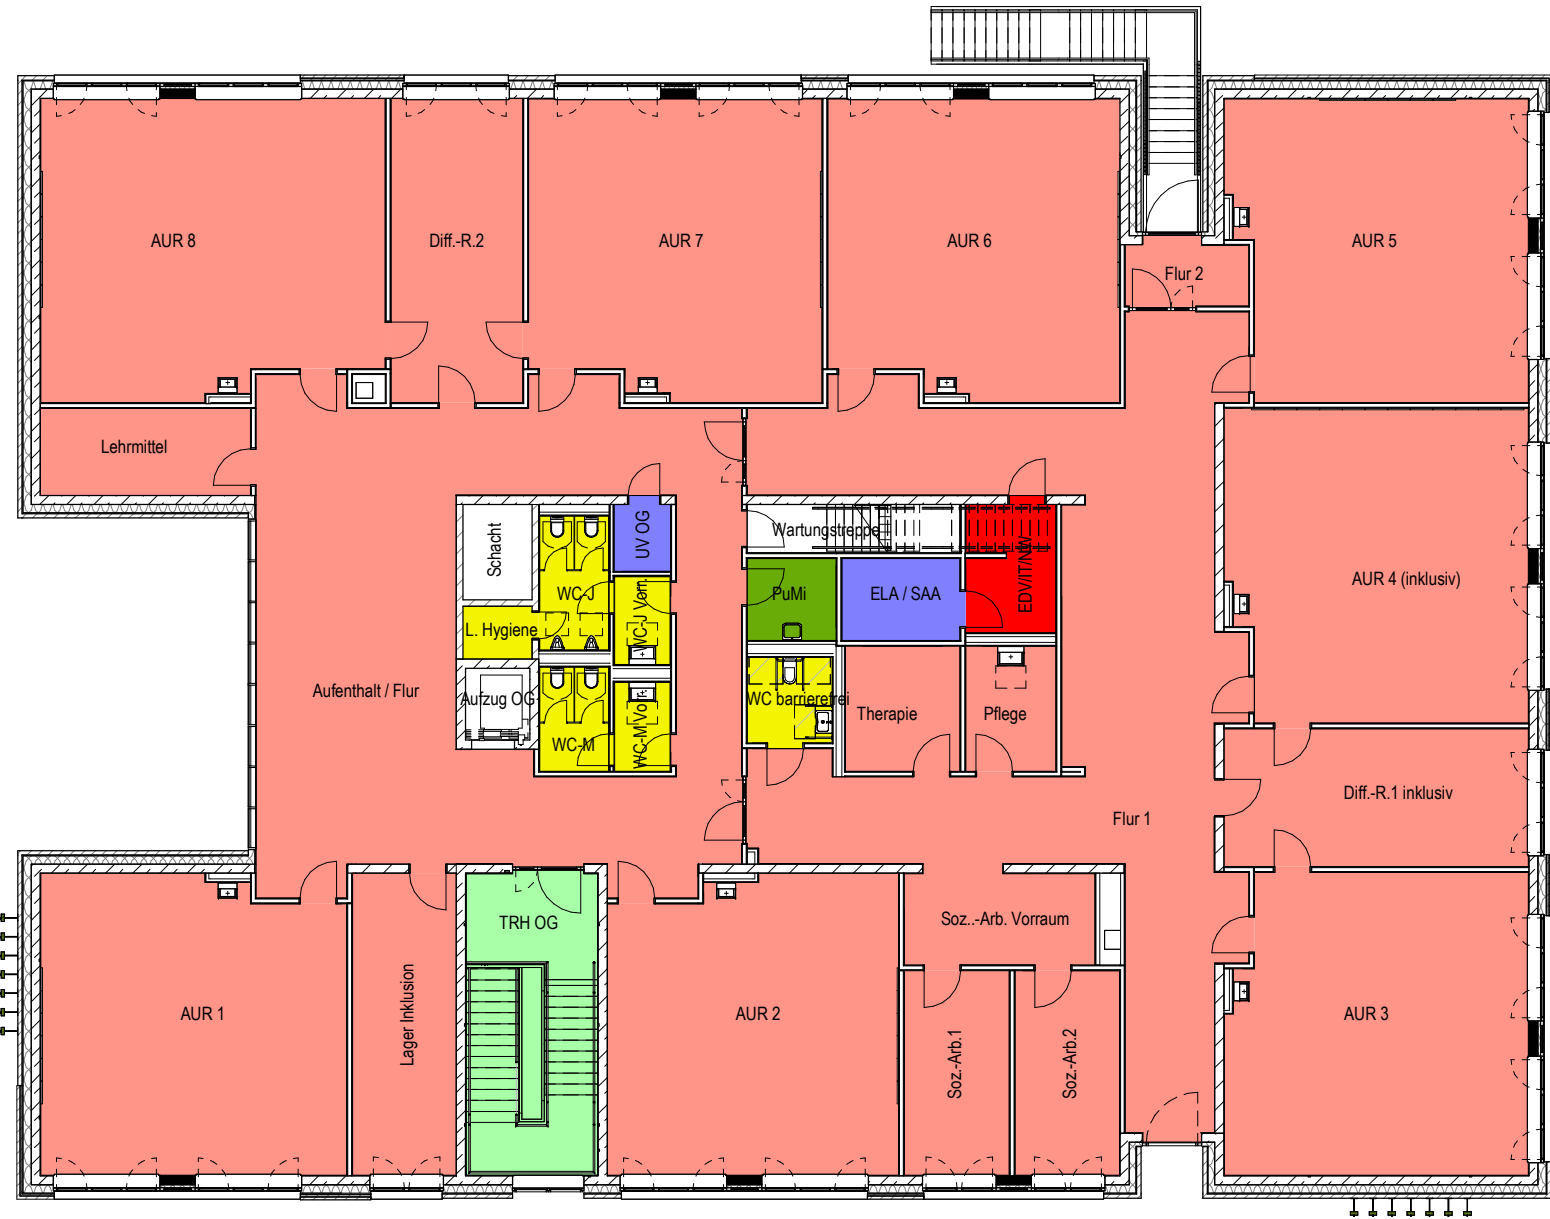 AUR 8
Diff.-R.2
AUR 7
AUR 6
AUR 5
Flur 2
Lehrmittel
Schacht
UV OG
Wartungstreppe
EDV/IT/NW
WC-J
WC-J Vorr.
PuMi
ELA / SAA
AUR 4 (inklusiv)
L. Hygiene
Aufenthalt / Flur
Aufzug OG
WC barrierefrei
Therapie
Pflege
WC-M
WC-M Vorr.
Diff.-R.1 inklusiv
Flur 1
TRH OG
Soz..-Arb. Vorraum
AUR 1
Lager Inklusion
AUR 2
Soz.-Arb.1
Soz.-Arb.2
AUR 3